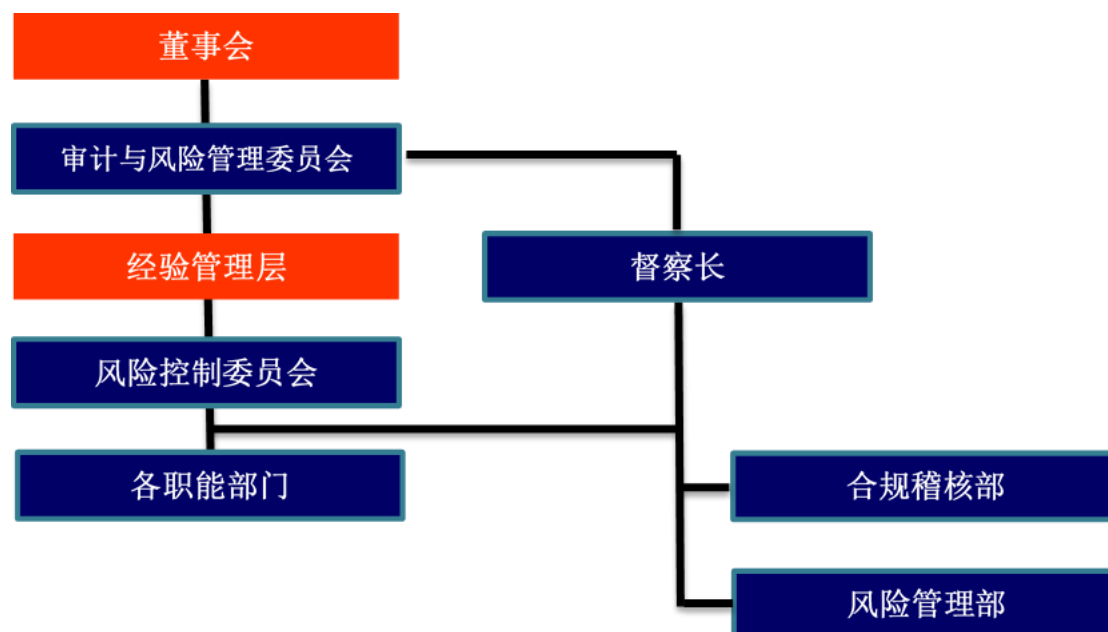 董事会
审计与风险管理委员会
经验管理层
督察长
风险控制委员会
各职能部门
合规稽核部
风险管理部